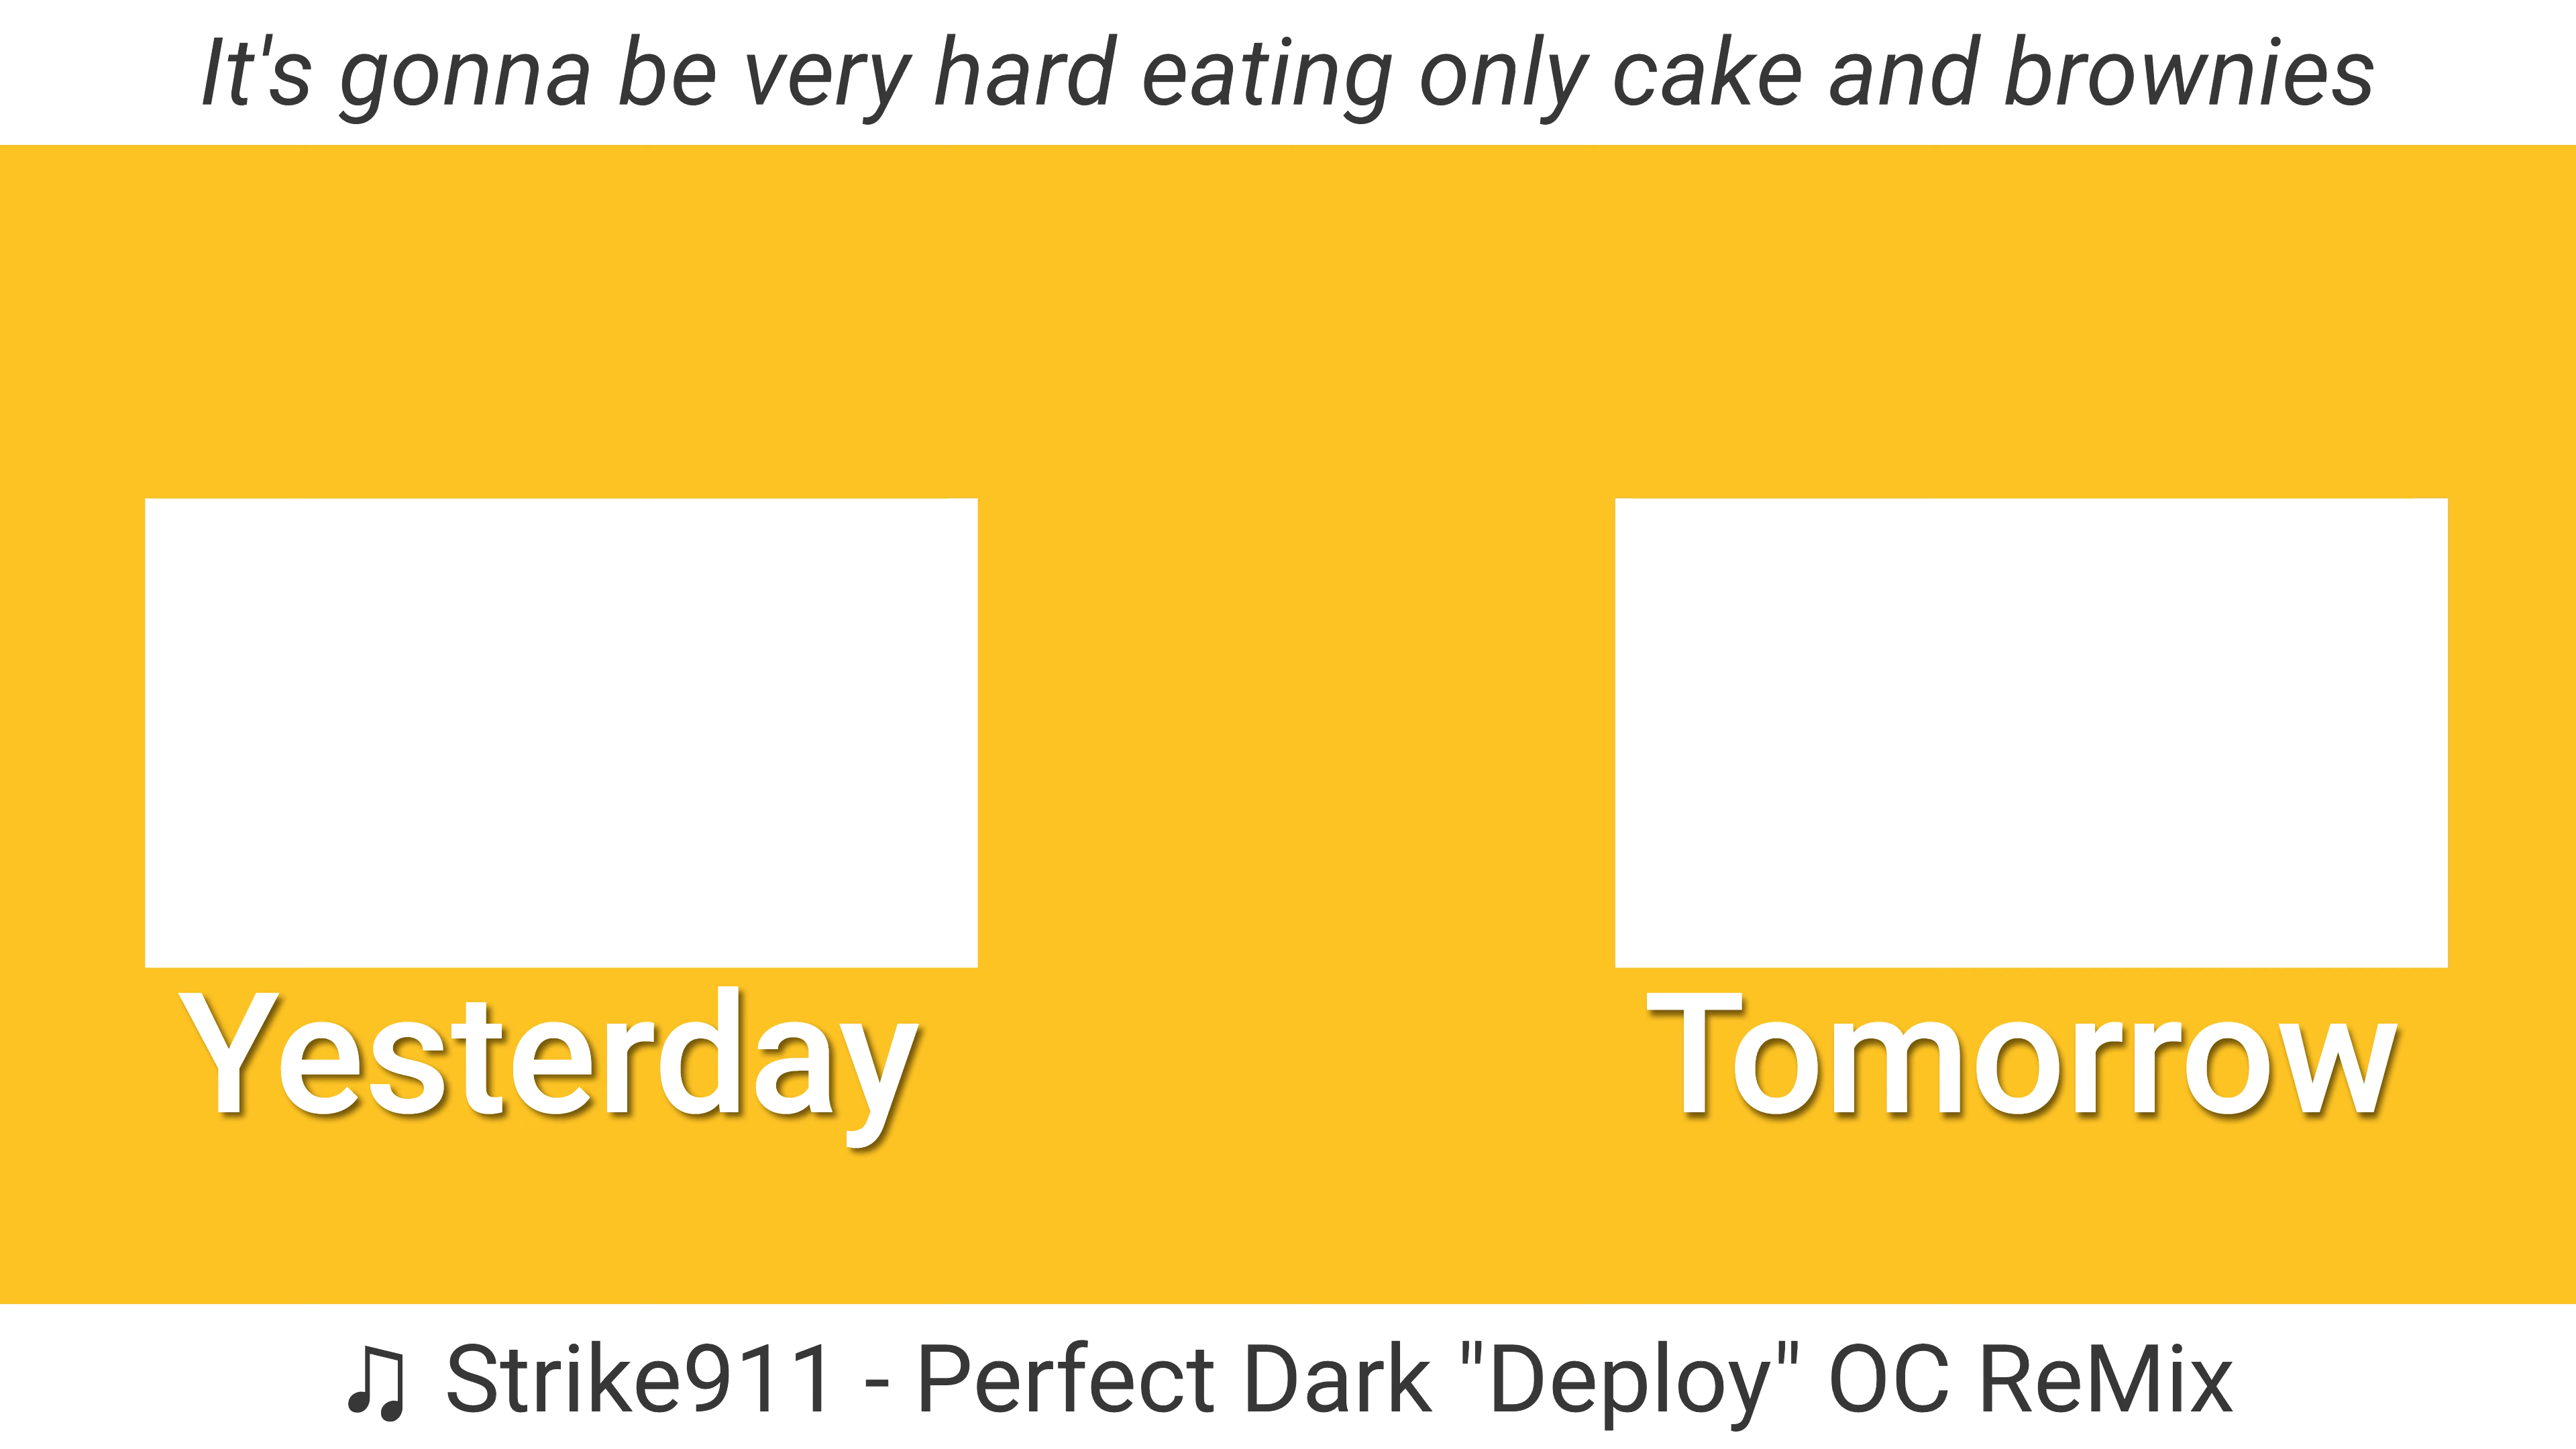 It's gonna be very hard eating only cake and brownies
Yesterday
Tomorrow
♫ Strike911 - Perfect Dark "Deploy" OC ReMix